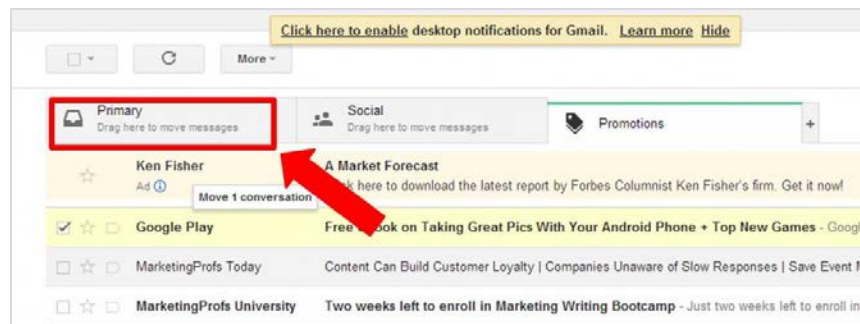 Click here to enable desktop notifications for Gmail. Learn more Hide
More
Primary
Drag here to move messages
Social
Drag here to move messages
Promotions
+
Ken Fisher
Ad
A Market Forecast
here to download the latest report by Forbes Columnist Ken Fisher's firm. Get it now!
Move 1 conversation
Google Play Free ook on Taking Great Pics With Your Android Phone + Top New Games - Goog
MarketingProfs Today Content Can Build Customer Loyalty | Companies Unaware of Slow Responses | Save Event
MarketingProfs University Two weeks left to enroll in Marketing Writing Bootcamp - Just two weeks left to enroll in